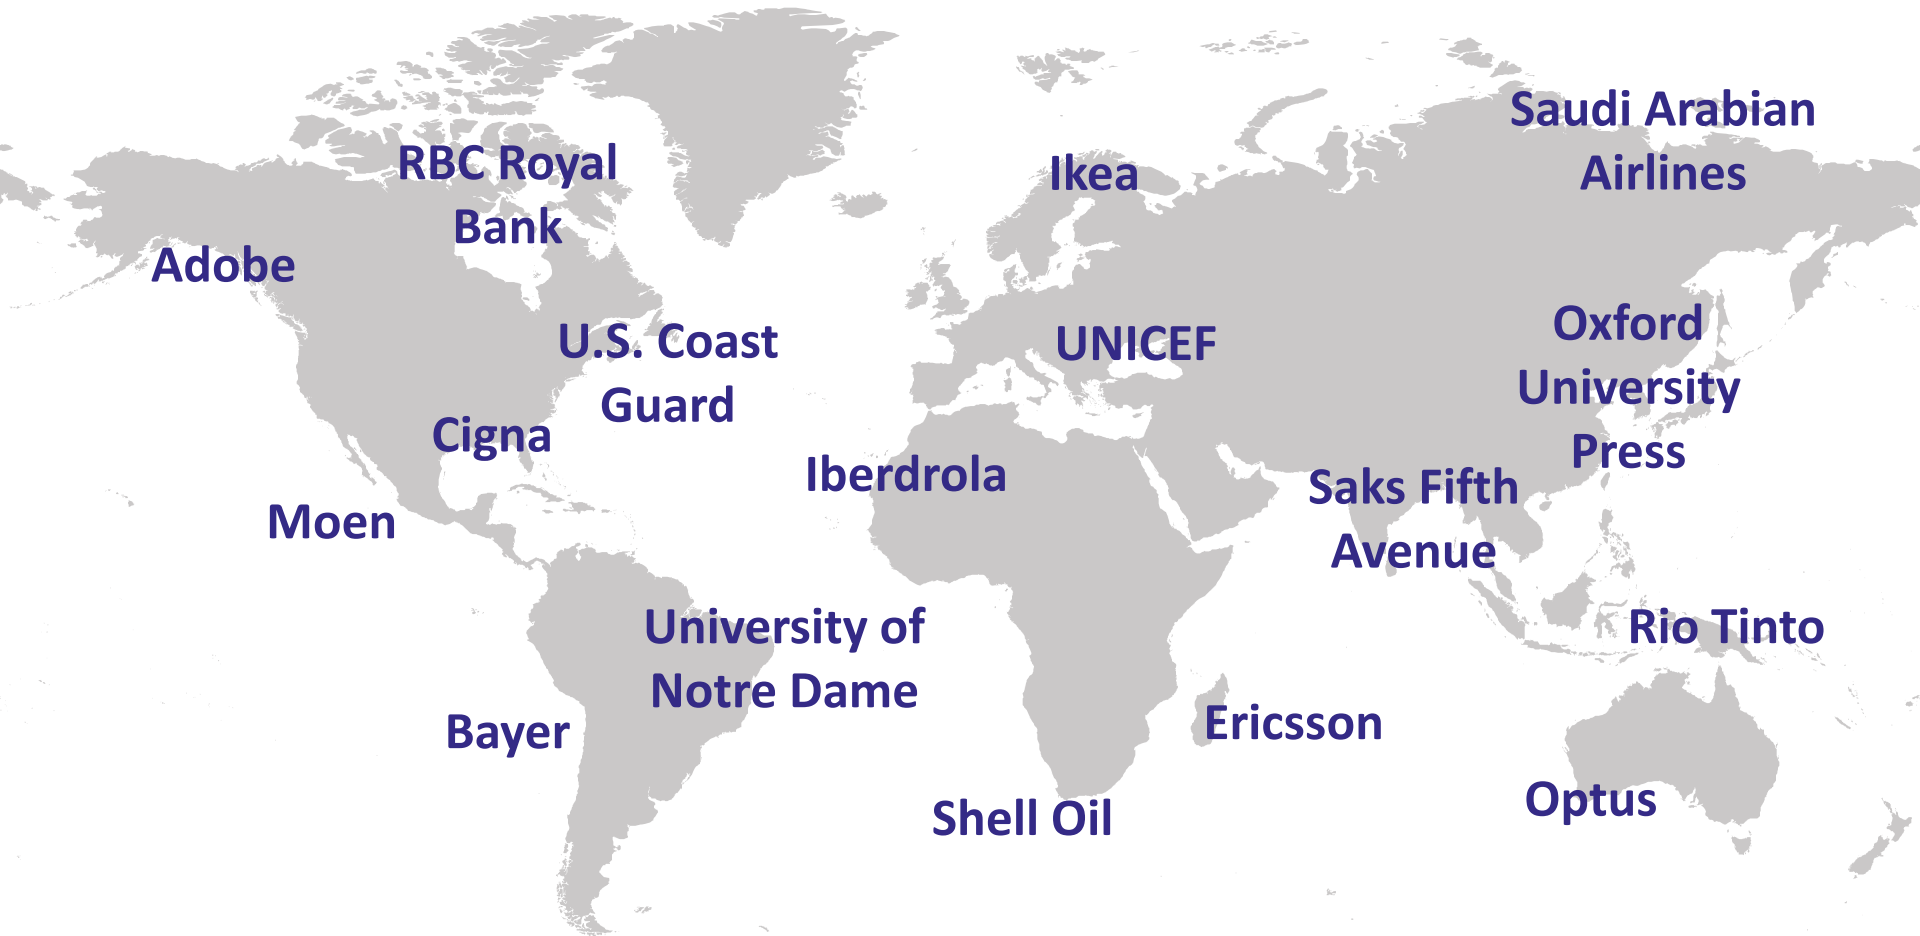 Saudi Arabian
Airlines
RBC Royal
Bank
Ikea
Adobe
U.S. Coast
Guard
UNICEF
Oxford
University
Press
Cigna
Iberdrola
Saks Fifth
Avenue
Moen
University of
Notre Dame
Rio Tinto
Bayer
Ericsson
Shell Oil
Optus